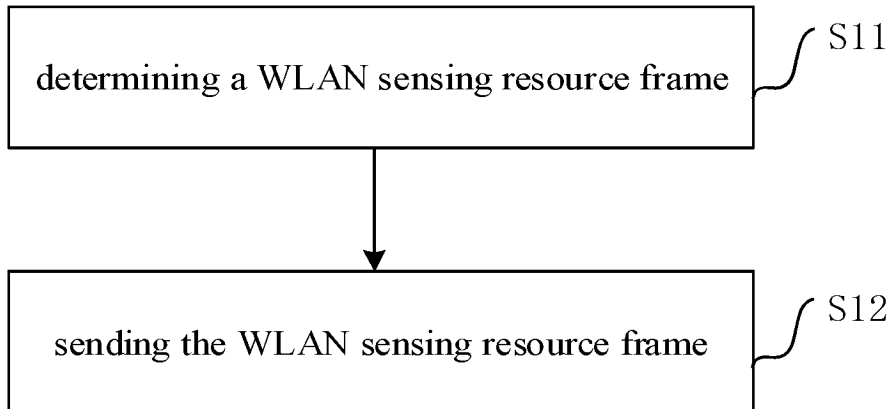 S11
determining a WLAN sensing resource frame
S12
sending the WLAN sensing resource frame